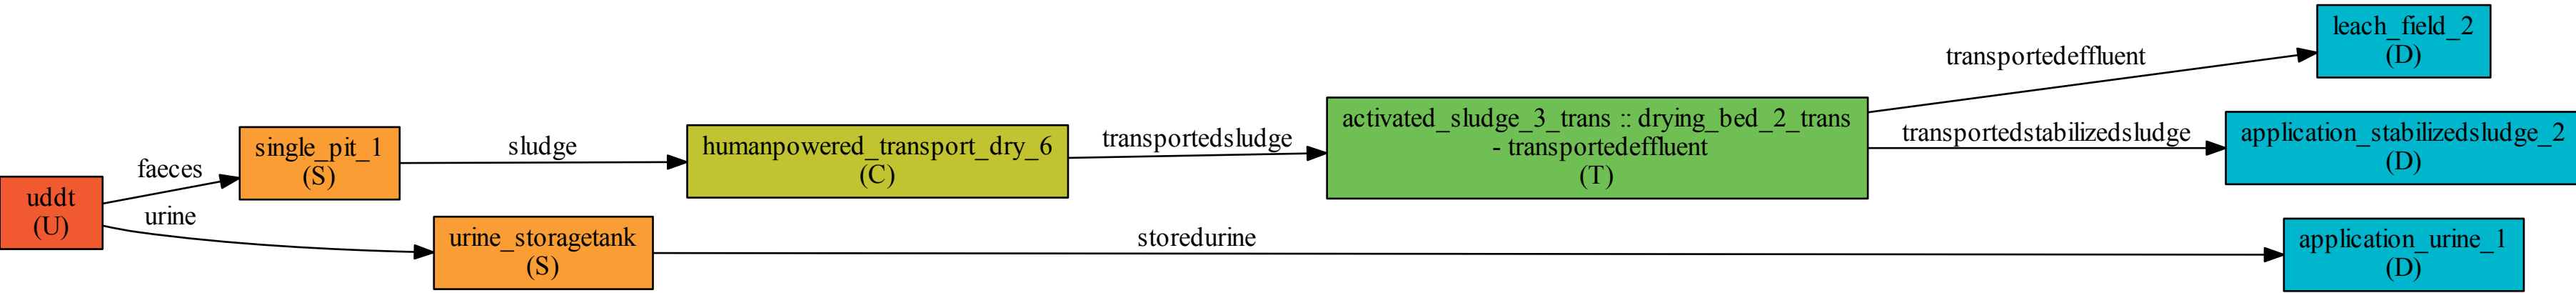 uddt
(U)
faeces
urine
single_pit_1
(S)
urine_storagetank
(S)
sludge
storedurine
humanpowered_transport_dry_6
(C)
transportedsludge
activated_sludge_3_trans :: drying_bed_2_trans
- transportedeffluent
(T)
transportedeffluent
transportedstabilizedsludge
leach_field_2
(D)
application_stabilizedsludge_2
(D)
application_urine_1
(D)